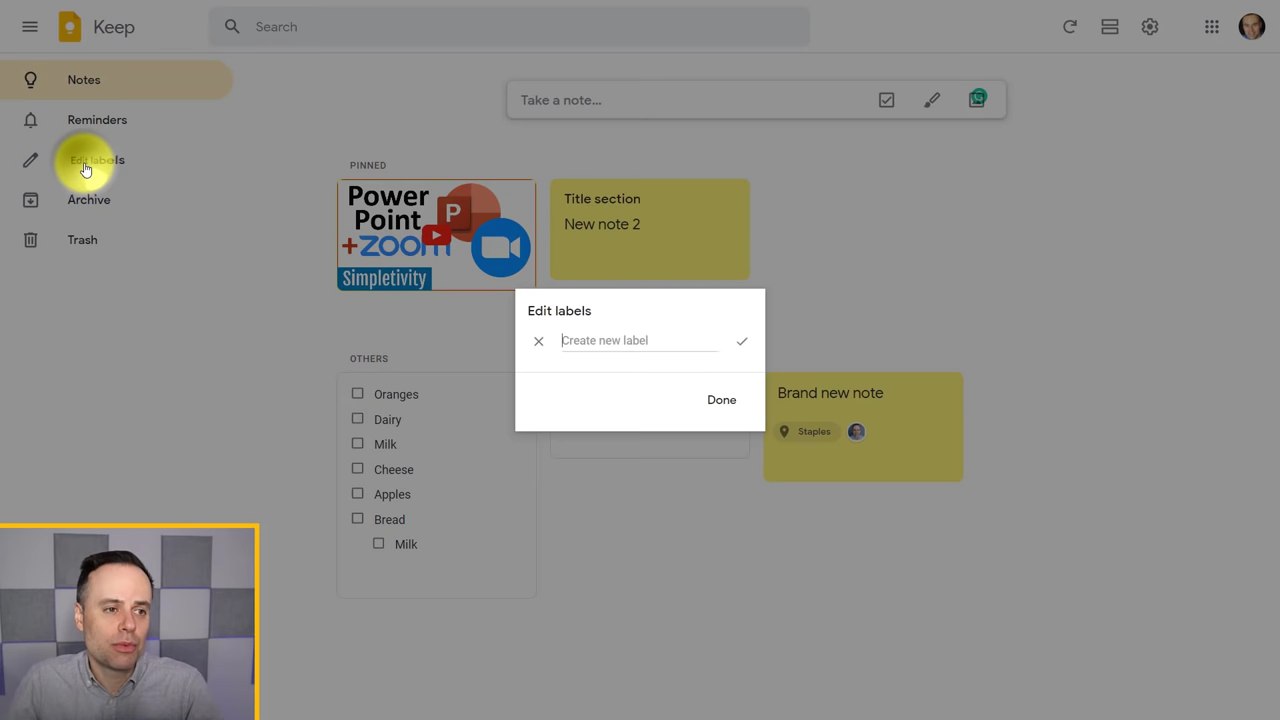 Keep
Search
Notes
Reminders
Edit labels
Archive
Trash
Take a note...
PINNED
Power
Point
+zoom
P
Simpletivity
Title section
New note 2
Edit labels
Create new label
Done
OTHERS
Oranges
Dairy
Milk
Cheese
Apples
Bread
Milk
Brand new note
Staples